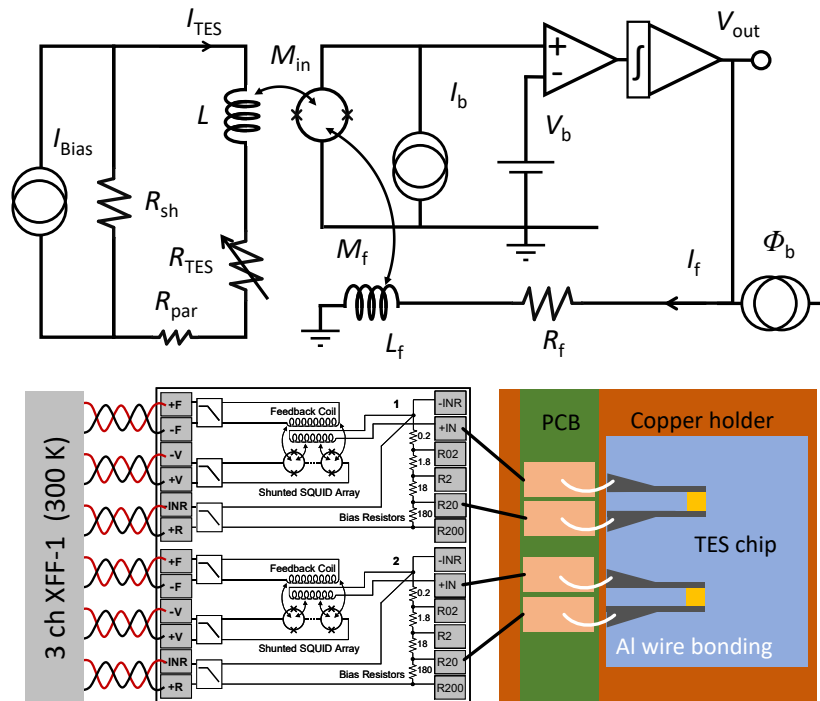 I_TES
M_in
V_out
L
I_b
I_Bias
V_b
R_sh
R_TES
M_f
I_f
Φ_b
R_par
L_f
R_f
+
-
∫
3 ch XFF-1 (300 K)
+F
-F
-V
+V
INR
+R
Feedback Coil
1
Shunted SQUID Array
Bias Resistors
0.2
1.8
18
180
-INR
+IN
R02
R2
R20
R200
+F
-F
-V
+V
INR
+R
Feedback Coil
2
Shunted SQUID Array
Bias Resistors
0.2
1.8
18
180
-INR
+IN
R02
R2
R20
R200
PCB
Copper holder
TES chip
Al wire bonding